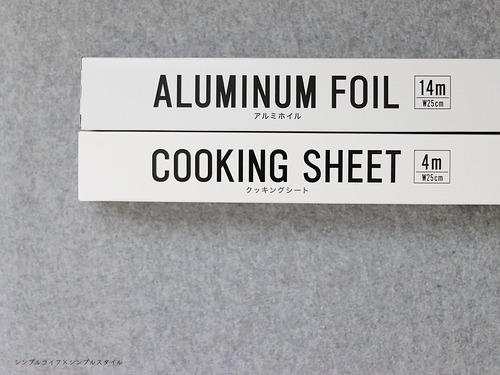 ALUMINUM FOIL 14m
アルミホイル W25cm
COOKING SHEET 4m
クッキングシート W25cm
シンプルライフ×シンプルスタイル